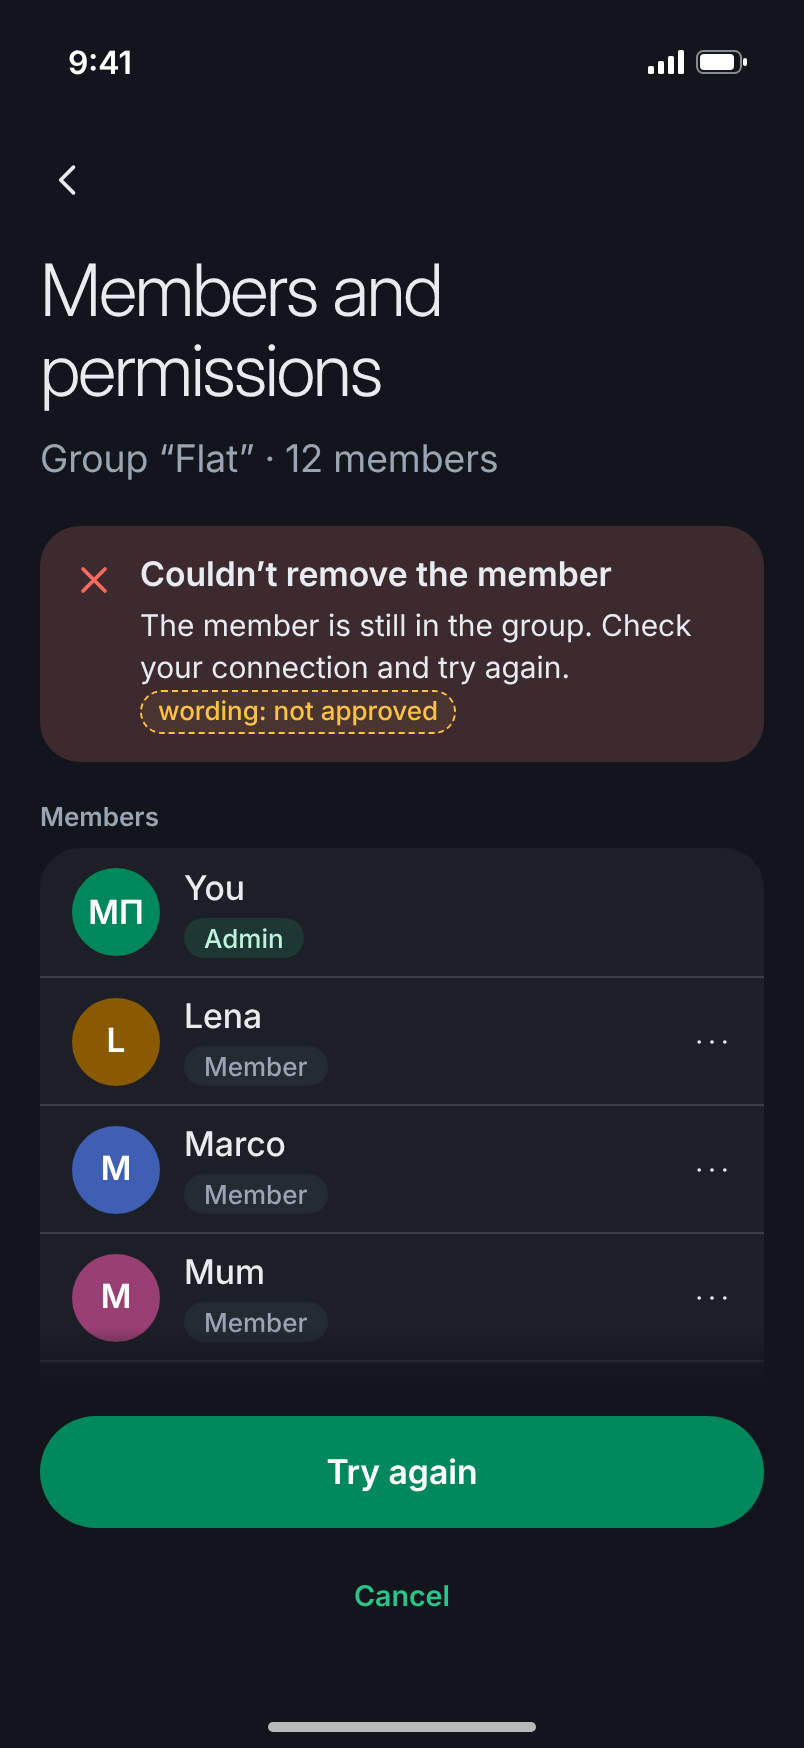 9:41
Members and
permissions
Group “Flat” · 12 members
Couldn’t remove the member
The member is still in the group. Check
your connection and try again.
wording: not approved
Members
МП
You
Admin
L
Lena
Member
...
M
Marco
Member
...
M
Mum
Member
...
Try again
Cancel